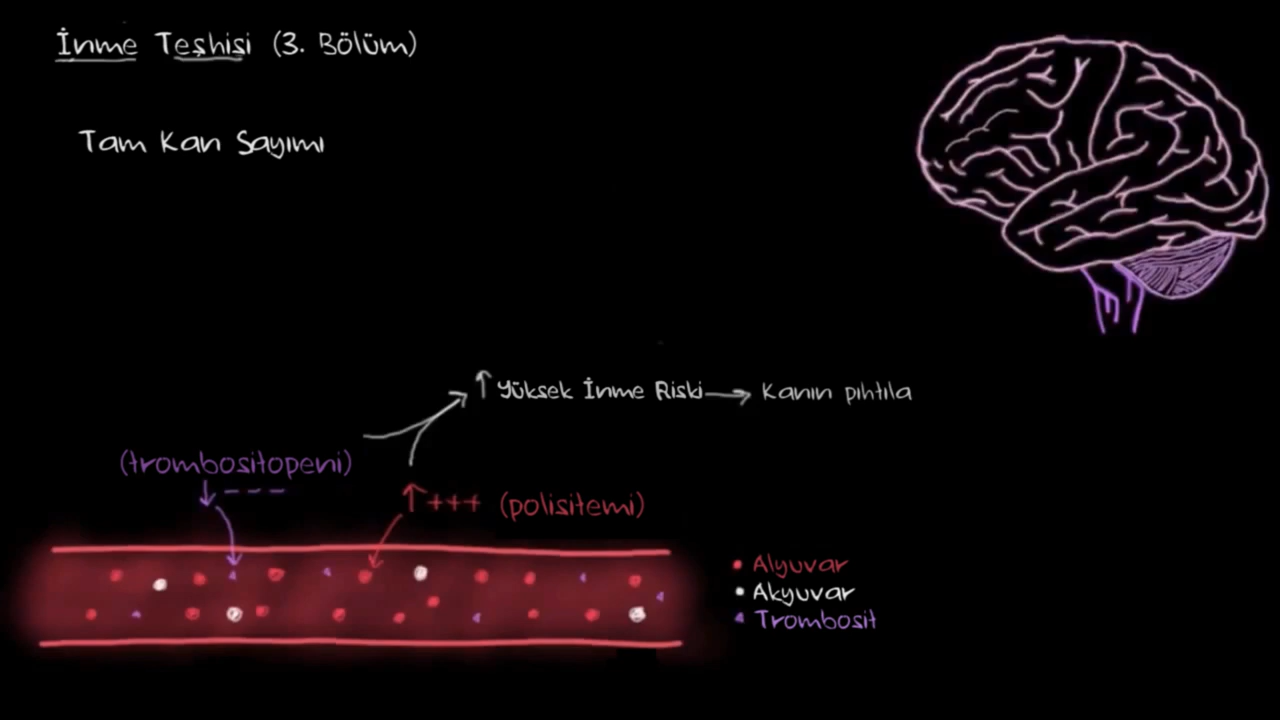 İnme Teşhisi (3. Bölüm)
Tam Kan Sayımı
↑ Yüksek İnme Riski → Kanın pıhtıla
(trombositopeni)
↓ - - -
↑ +++ (polisitemi)
• Alyuvar
• Akyuvar
Trombosit